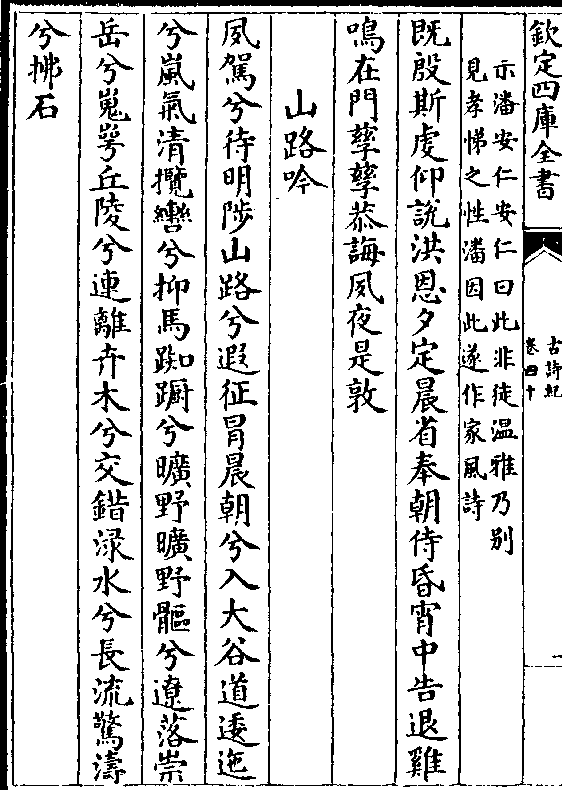 欽定四庫全書
古詩紀
卷四十
示潘安仁安仁曰此非徒温雅乃别
見孝悌之性潘因此遂作家風詩
既殷斯虔仰說洪恩夕定晨省奉朝侍昏宵中告退雞
鳴在門孳孳恭誨夙夜是敦
山路吟
夙駕兮待明陟山路兮遐征冒晨朝兮入大谷道逶迤
兮嵐氣清攬轡兮抑馬踟蹰兮曠野曠野䮍兮遼落崇
岳兮嵬崿丘陵兮連離卉木兮交錯渌水兮長流驚濤
兮拂石